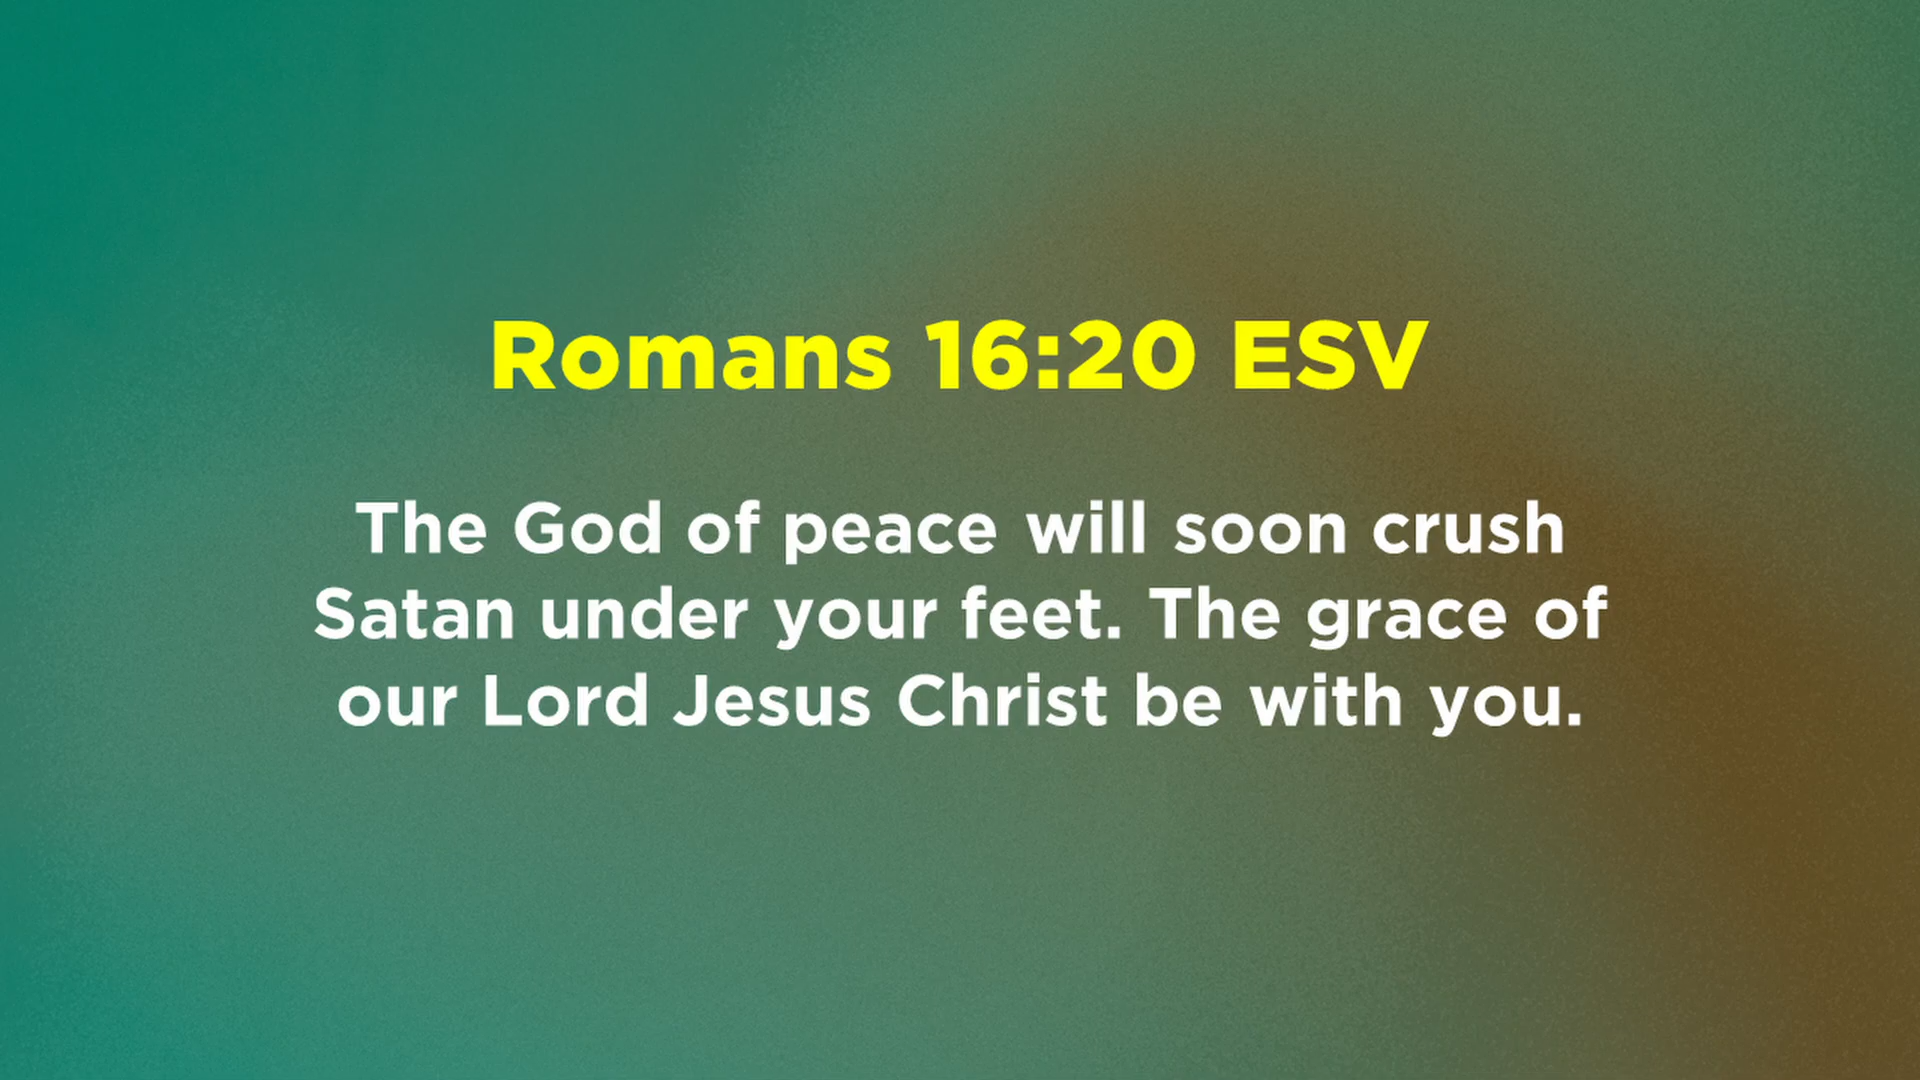 Romans 16:20 ESV
The God of peace will soon crush
Satan under your feet. The grace of
our Lord Jesus Christ be with you.